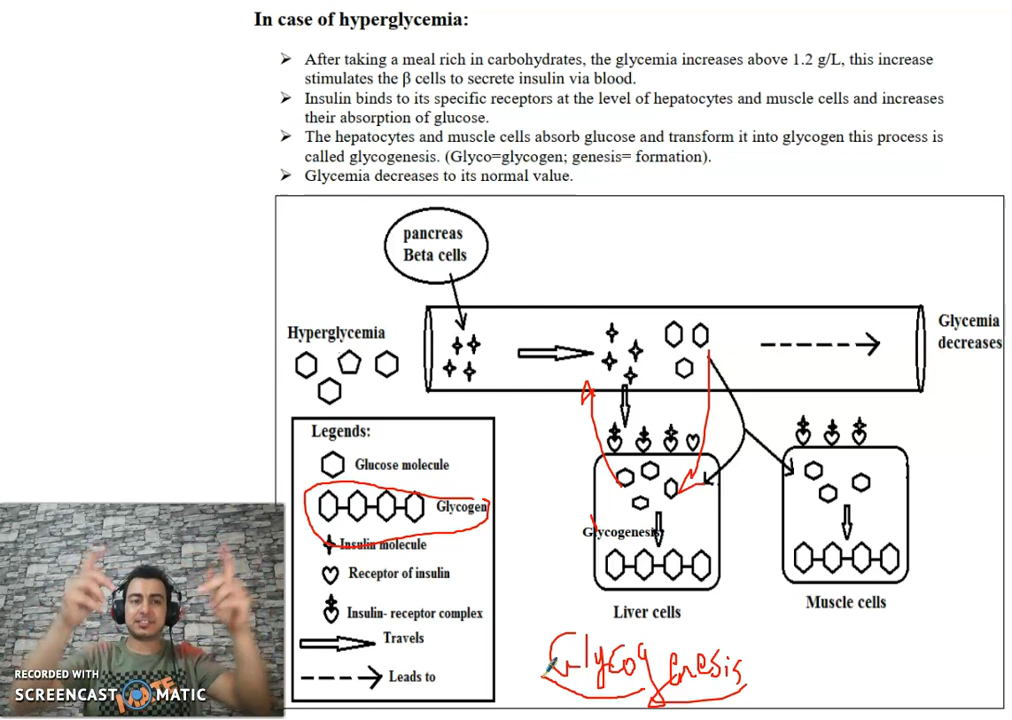 In case of hyperglycemia:
➢ After taking a meal rich in carbohydrates, the glycemia increases above 1.2 g/L, this increase
stimulates the β cells to secrete insulin via blood.
➢ Insulin binds to its specific receptors at the level of hepatocytes and muscle cells and increases
their absorption of glucose.
➢ The hepatocytes and muscle cells absorb glucose and transform it into glycogen this process is
called glycogenesis. (Glyco=glycogen; genesis= formation).
➢ Glycemia decreases to its normal value.
pancreas
Beta cells
Hyperglycemia
Glycemia
decreases
Legends:
Glucose molecule
Glycogen
Insulin molecule
Receptor of insulin
Insulin- receptor complex
Travels
Leads to
Glycogenesis
Liver cells
Muscle cells
Glycogenesis
RECORDED WITH
SCREENCAST MATIC